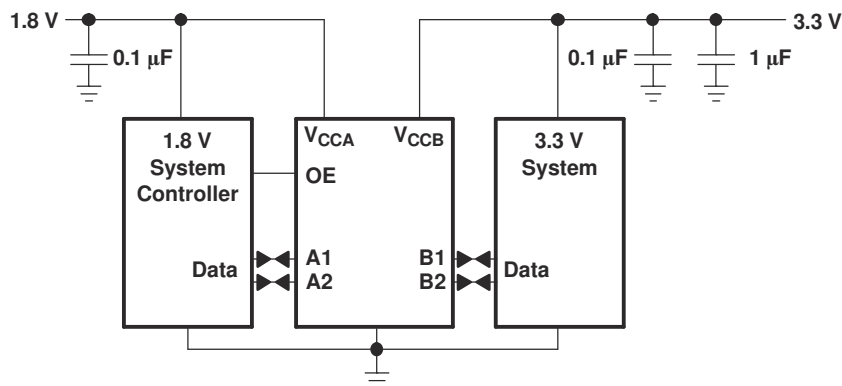 1.8 V
3.3 V
0.1 μF
0.1 μF
1 μF
1.8 V
System
Controller
Data
VCCA
VCCB
OE
A1
A2
B1
B2
3.3 V
System
Data